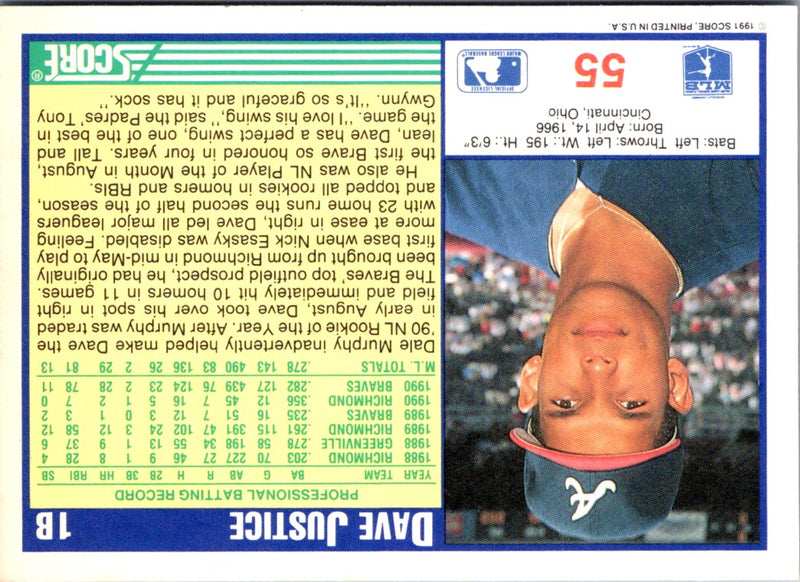 DAVE JUSTICE 1B
A
PROFESSIONAL BATTING RECORD
YEAR TEAM BA G AB R H 2B 3B HR RBI SB
1988 RICHMOND .203 70 227 27 46 9 1 8 28 4
1988 GREENVILLE .278 58 198 34 55 13 1 9 37 6
1989 RICHMOND .261 115 391 47 102 24 3 12 58 12
1989 BRAVES .235 16 51 7 12 3 0 1 3 2
1990 RICHMOND .356 12 45 7 16 5 1 2 7 0
1990 BRAVES .282 127 439 76 124 23 2 28 78 11
M.L. TOTALS .278 143 490 83 136 26 2 29 81 13
Dale Murphy inadvertently helped make Dave the
'90 NL Rookie of the Year. After Murphy was traded
in early August, Dave took over his spot in right
field and immediately hit 10 homers in 11 games.
The Braves' top outfield prospect, he had originally
been brought up from Richmond in mid-May to play
first base when Nick Esasky was disabled. Feeling
more at ease in right, Dave led all major leaguers
with 23 home runs the second half of the season,
and topped all rookies in homers and RBIs.
He also was NL Player of the Month in August,
the first Brave so honored in four years. Tall and
lean, Dave has a perfect swing, one of the best in
the game. "I love his swing," said the Padres' Tony
Gwynn. "It's so graceful and it has sock."
SCORE®
Bats: Left Throws: Left Wt.: 195 Ht.: 6'3"
Born: April 14, 1966
Cincinnati, Ohio
MLB
55
OFFICIAL LICENSEE
MAJOR LEAGUE BASEBALL
© 1991 SCORE, PRINTED IN U.S.A.